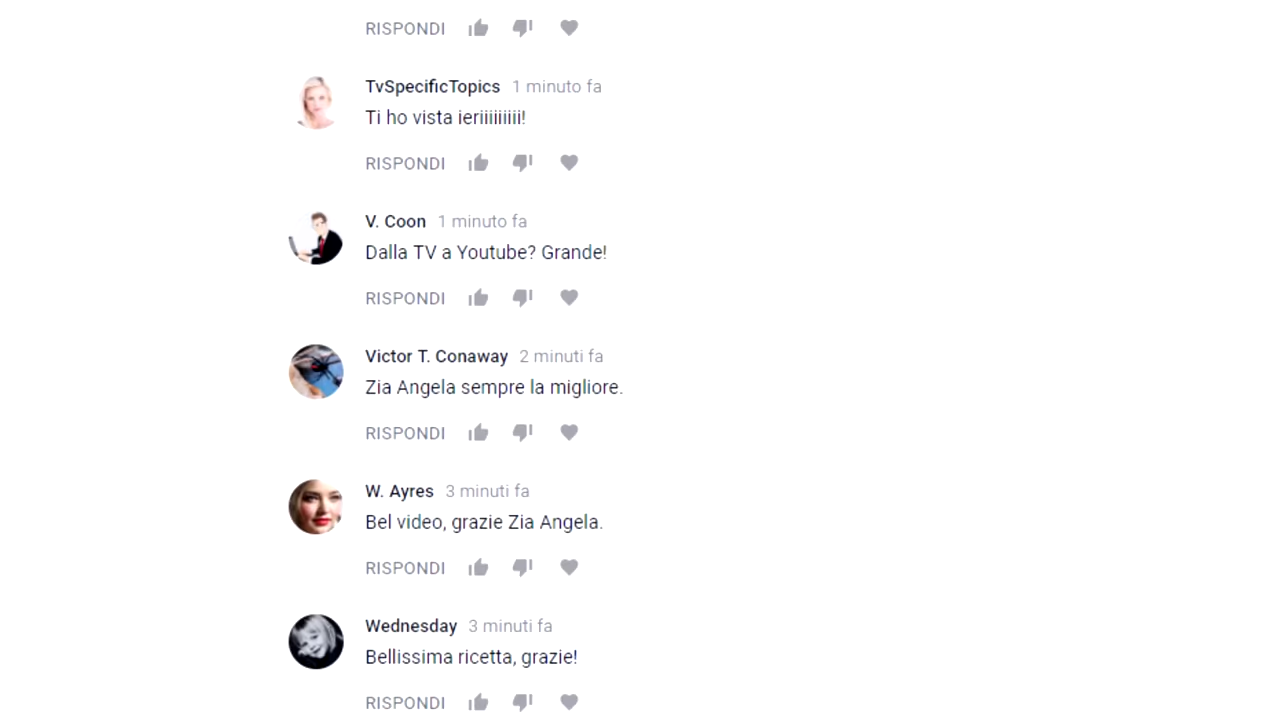 RISPONDI
TvSpecificTopics 1 minuto fa
Ti ho vista ieriiiiiiiii!
RISPONDI
V. Coon 1 minuto fa
Dalla TV a Youtube? Grande!
RISPONDI
Victor T. Conaway 2 minuti fa
Zia Angela sempre la migliore.
RISPONDI
W. Ayres 3 minuti fa
Bel video, grazie Zia Angela.
RISPONDI
Wednesday 3 minuti fa
Bellissima ricetta, grazie!
RISPONDI